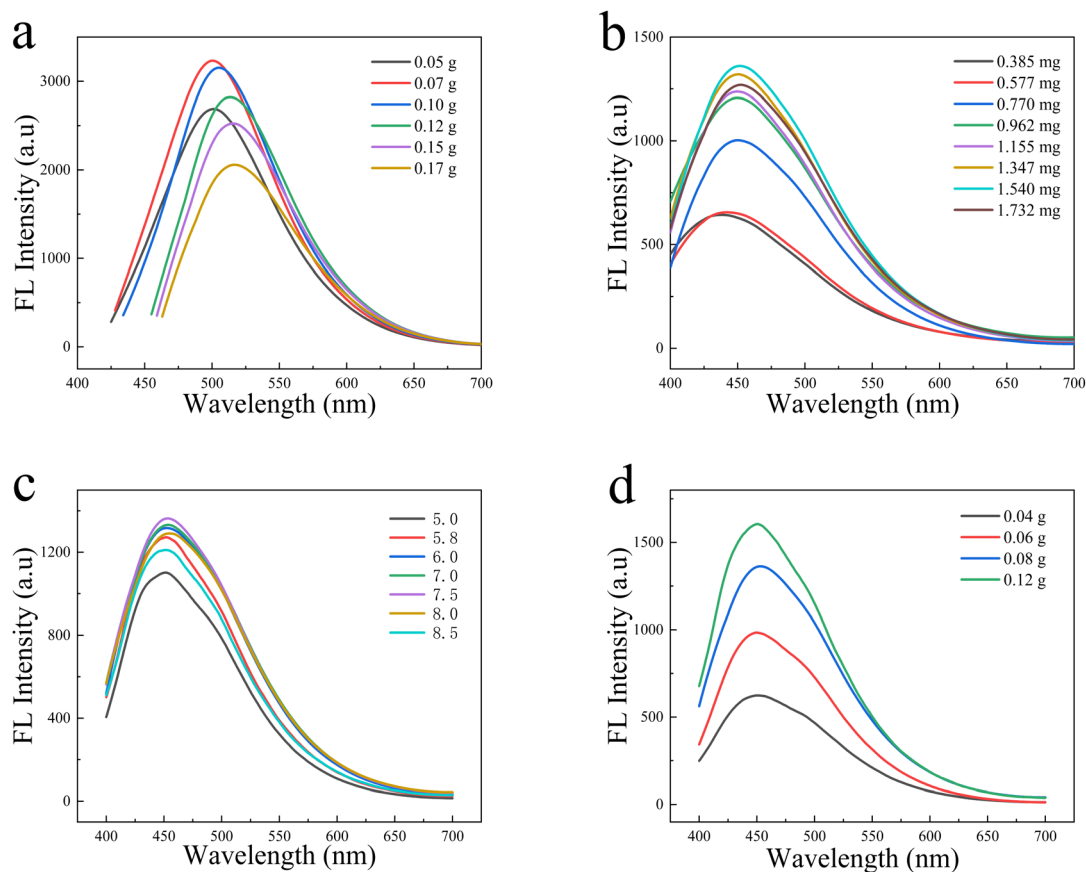 a
FL Intensity (a.u)
3000
2000
1000
0
400 450 500 550 600 650 700
Wavelength (nm)
0.05 g
0.07 g
0.10 g
0.12 g
0.15 g
0.17 g
b
FL Intensity (a.u)
1500
1000
500
0
400 450 500 550 600 650 700
Wavelength (nm)
0.385 mg
0.577 mg
0.770 mg
0.962 mg
1.155 mg
1.347 mg
1.540 mg
1.732 mg
c
FL Intensity (a.u)
1200
800
400
0
400 450 500 550 600 650 700
Wavelength (nm)
5.0
5.8
6.0
7.0
7.5
8.0
8.5
d
FL Intensity (a.u)
1500
1000
500
0
400 450 500 550 600 650 700
Wavelength (nm)
0.04 g
0.06 g
0.08 g
0.12 g